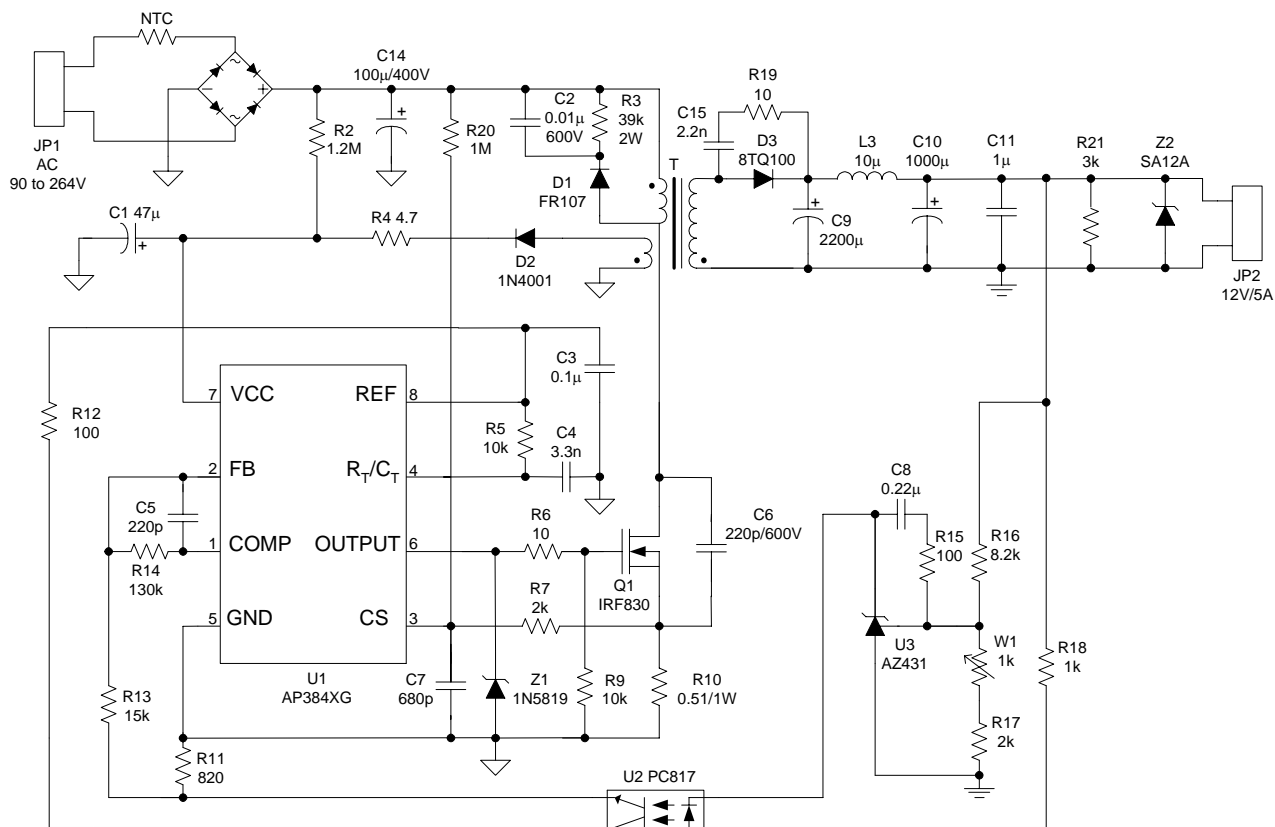 NTC
JP1
AC
90 to 264V
C14
100μ/400V
R2
1.2M
R20
1M
C2
0.01μ
600V
R3
39k
2W
D1
FR107
T
C15
2.2n
R19
10
D3
8TQ100
L3
10μ
C9
2200μ
C10
1000μ
C11
1μ
R21
3k
Z2
SA12A
JP2
12V/5A
C1 47μ
R4 4.7
D2
1N4001
R12
100
7 VCC
REF 8
2 FB
RT/CT 4
1 COMP
OUTPUT 6
5 GND
CS 3
U1
AP384XG
C3
0.1μ
R5
10k
C4
3.3n
C5
220p
R14
130k
R6
10
R7
2k
Q1
IRF830
C6
220p/600V
C8
0.22μ
R15
100
R16
8.2k
U3
AZ431
W1
1k
R18
1k
R13
15k
C7
680p
Z1
1N5819
R9
10k
R10
0.51/1W
R17
2k
R11
820
U2 PC817